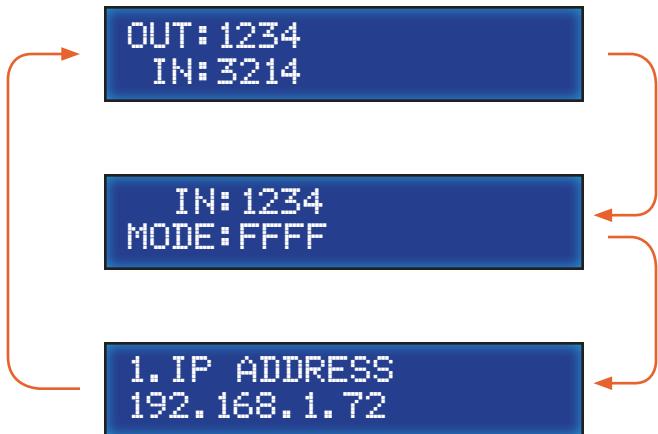 OUT:1234
IN:3214
IN:1234
MODE:FFFF
1.IP ADDRESS
192.168.1.72